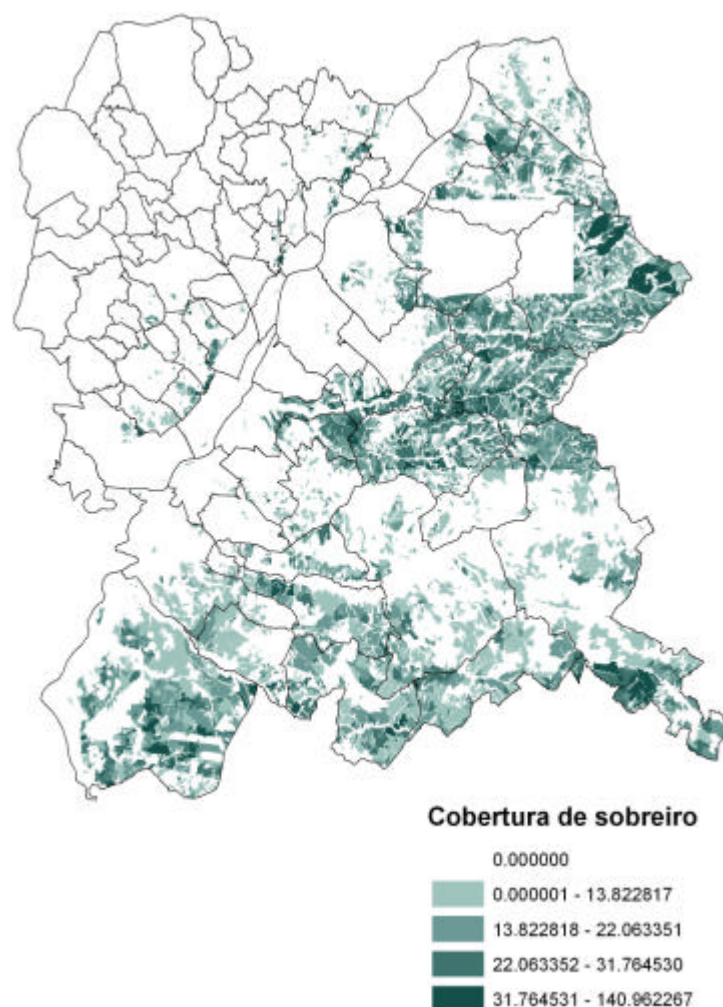 Cobertura de sobreiro
0.000000
0.000001 - 13.822817
13.822818 - 22.063351
22.063352 - 31.764530
31.764531 - 140.962267